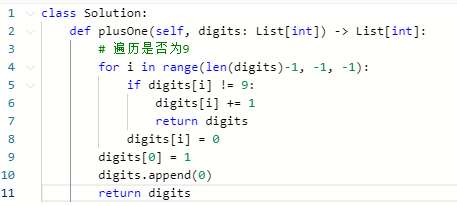 1 class Solution:
2     def plusOne(self, digits: List[int]) -> List[int]:
3         # 遍历是否为9
4         for i in range(len(digits)-1, -1, -1):
5             if digits[i] != 9:
6                 digits[i] += 1
7                 return digits
8             digits[i] = 0
9         digits[0] = 1
10         digits.append(0)
11         return digits